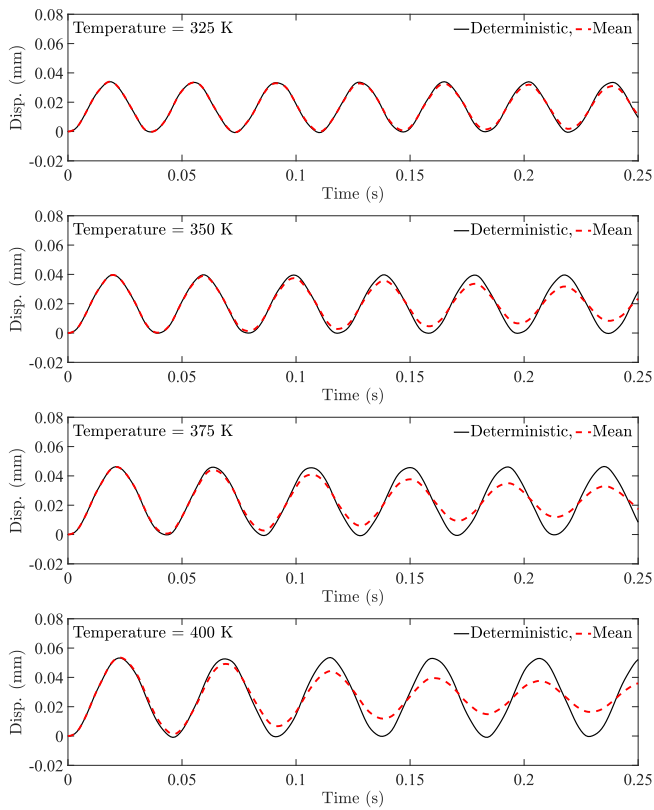 0.08
Temperature = 325 K
Deterministic, Mean
0.06
0.04
0.02
0
-0.02
Disp. (mm)
0 0.05 0.1 0.15 0.2 0.25
Time (s)
0.08
Temperature = 350 K
Deterministic, Mean
0.06
0.04
0.02
0
-0.02
Disp. (mm)
0 0.05 0.1 0.15 0.2 0.25
Time (s)
0.08
Temperature = 375 K
Deterministic, Mean
0.06
0.04
0.02
0
-0.02
Disp. (mm)
0 0.05 0.1 0.15 0.2 0.25
Time (s)
0.08
Temperature = 400 K
Deterministic, Mean
0.06
0.04
0.02
0
-0.02
Disp. (mm)
0 0.05 0.1 0.15 0.2 0.25
Time (s)